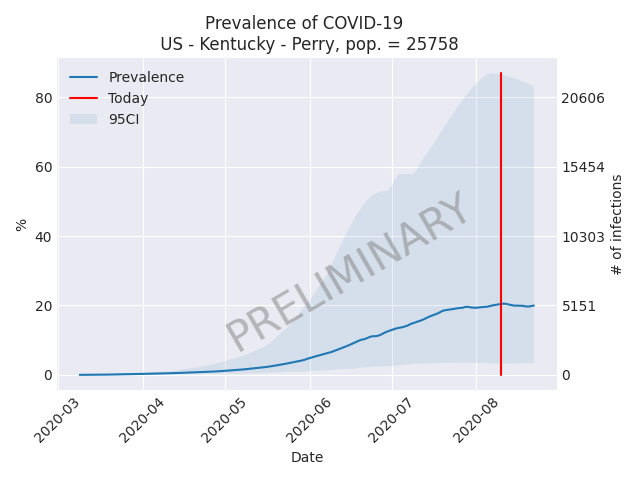 Prevalence of COVID-19
US - Kentucky - Perry, pop. = 25758
Prevalence
Today
95CI
80
60
40
20
0
%
20606
15454
10303
5151
0
# of infections
PRELIMINARY
2020-03
2020-04
2020-05
2020-06
2020-07
2020-08
Date